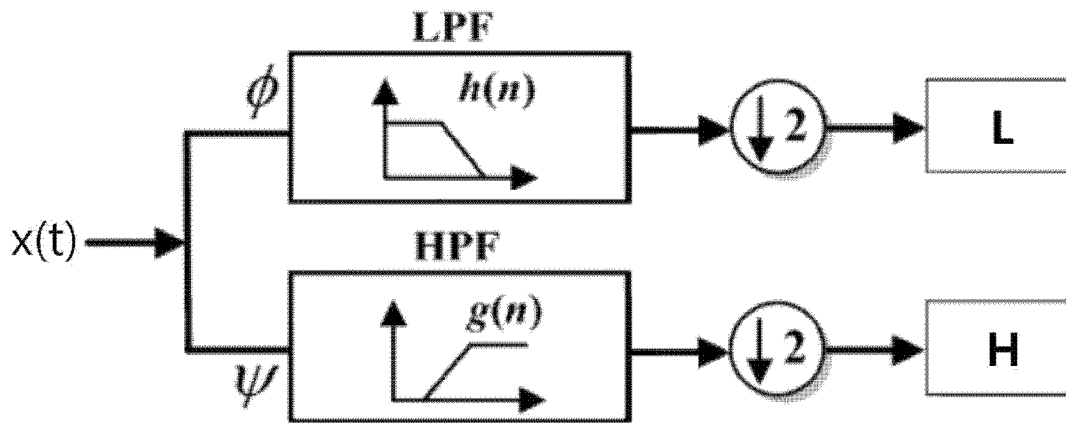 LPF
ϕ
h(n)
↓ 2
L
x(t)
HPF
g(n)
ψ
↓ 2
H